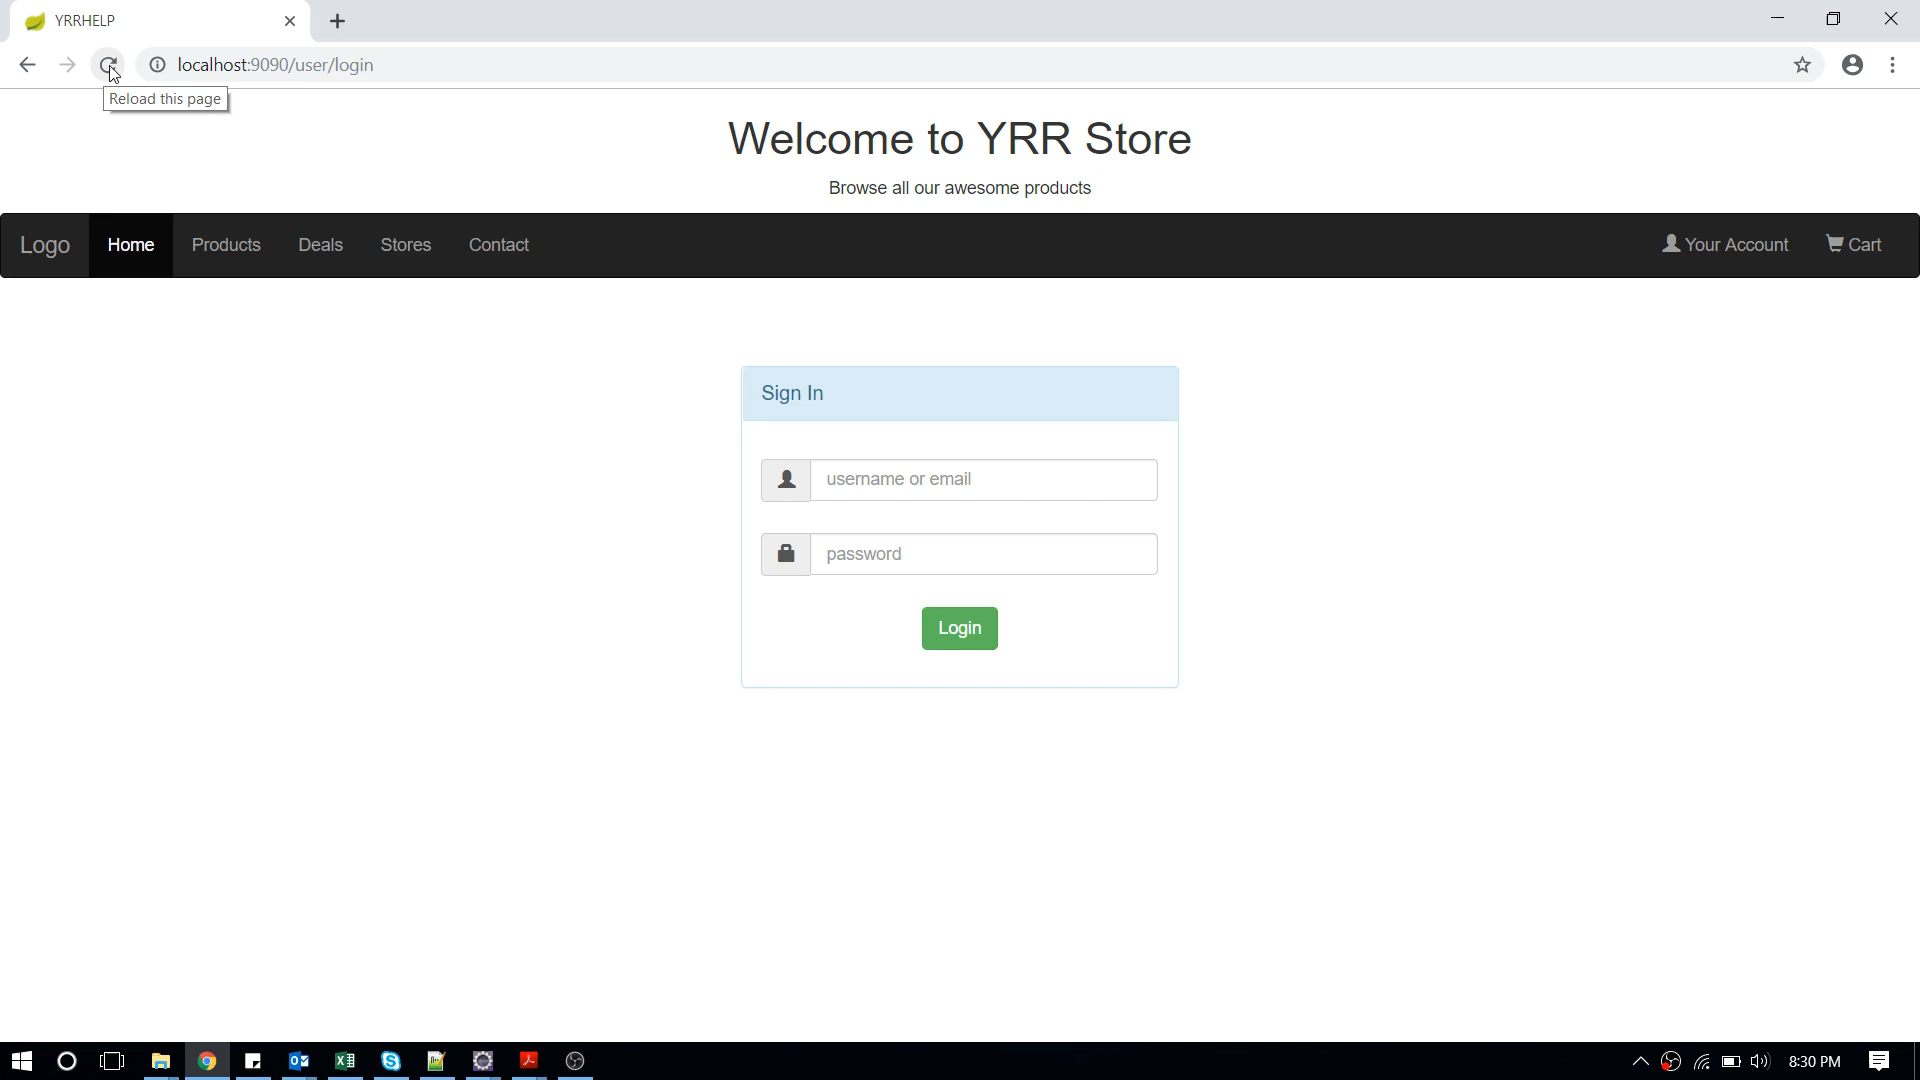 YRRHELP
localhost:9090/user/login
Reload this page
Welcome to YRR Store
Browse all our awesome products
Logo Home Products Deals Stores Contact Your Account Cart
Sign In
username or email
password
Login
8:30 PM